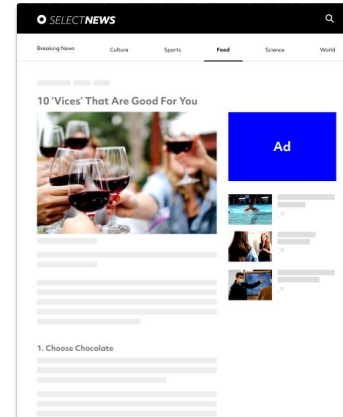 SELECTNEWS
Breaking News Culture Sports Food Science World
10 'Vices' That Are Good For You
Ad
1. Choose Chocolate